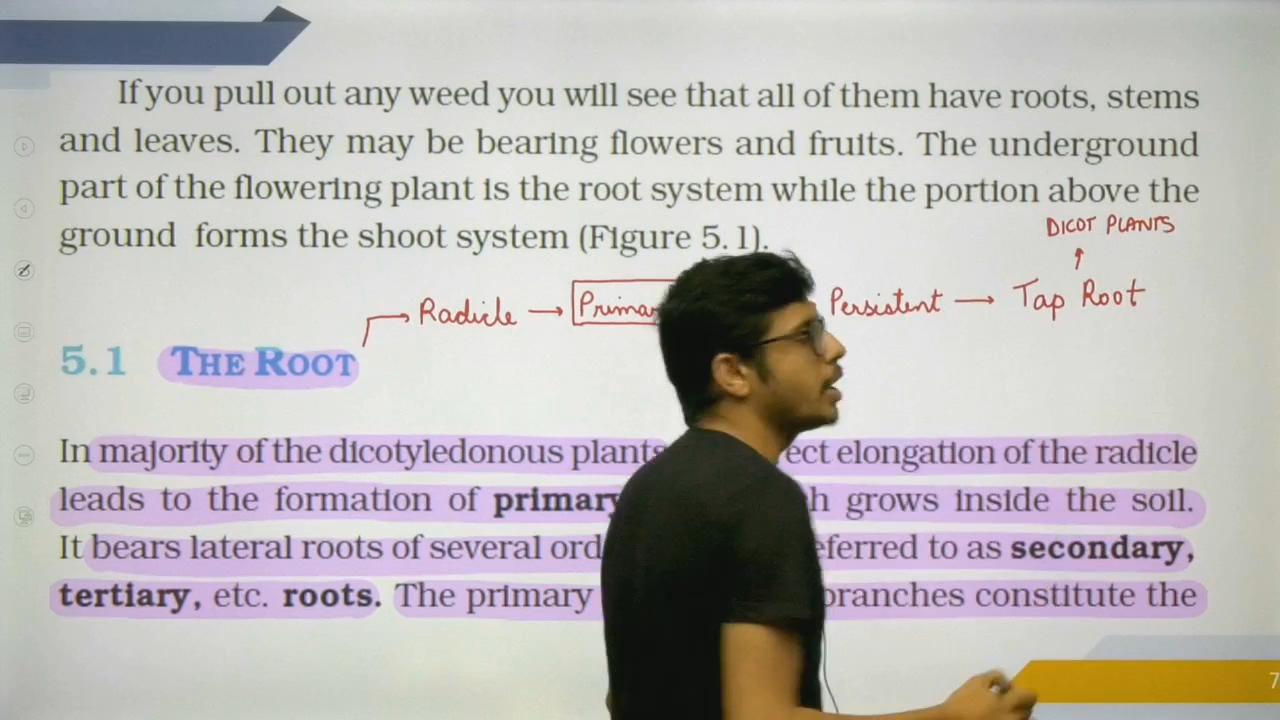 If you pull out any weed you will see that all of them have roots, stems
and leaves. They may be bearing flowers and fruits. The underground
part of the flowering plant is the root system while the portion above the
ground forms the shoot system (Figure 5.1).
DICOT PLANTS
↑
→ Radicle → Primar Persistent → Tap Root
5.1 THE ROOT
In majority of the dicotyledonous plants ect elongation of the radicle
leads to the formation of primary h grows inside the soil.
It bears lateral roots of several ord eferred to as secondary,
tertiary, etc. roots. The primary branches constitute the
7